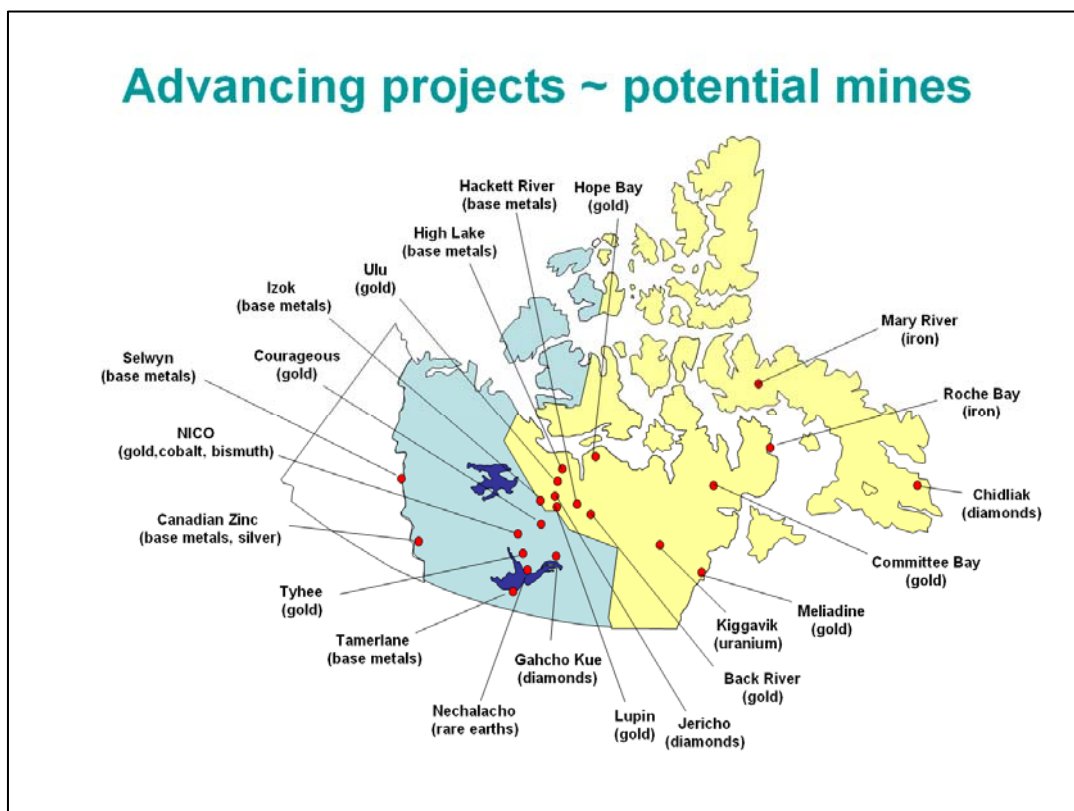 Advancing projects ~ potential mines
Hackett River
(base metals)
Hope Bay
(gold)
High Lake
(base metals)
Ulu
(gold)
Izok
(base metals)
Courageous
(gold)
Selwyn
(base metals)
NICO
(gold,cobalt, bismuth)
Canadian Zinc
(base metals, silver)
Tyhee
(gold)
Tamerlane
(base metals)
Nechalacho
(rare earths)
Gahcho Kue
(diamonds)
Lupin
(gold)
Jericho
(diamonds)
Back River
(gold)
Kiggavik
(uranium)
Meliadine
(gold)
Committee Bay
(gold)
Chidliak
(diamonds)
Roche Bay
(iron)
Mary River
(iron)